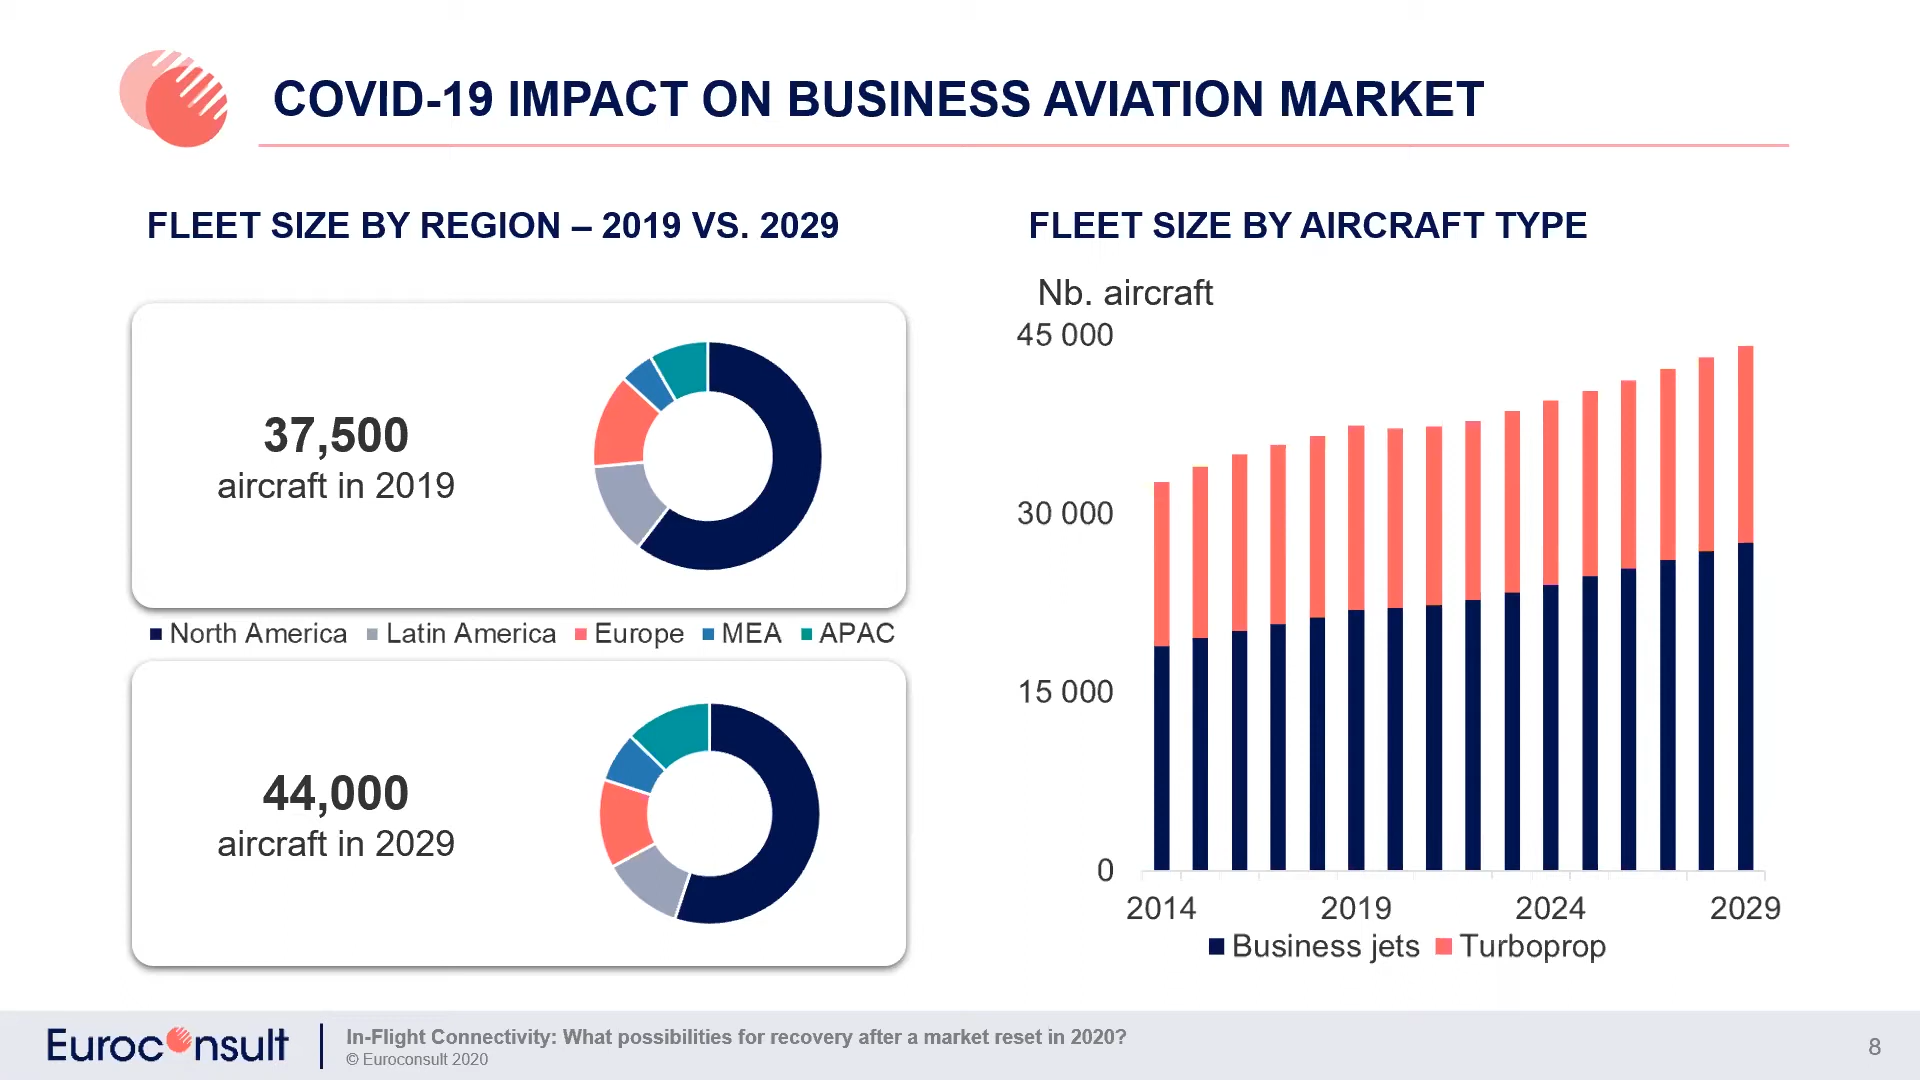 COVID-19 IMPACT ON BUSINESS AVIATION MARKET
FLEET SIZE BY REGION – 2019 VS. 2029
37,500
aircraft in 2019
North America Latin America Europe MEA APAC
44,000
aircraft in 2029
FLEET SIZE BY AIRCRAFT TYPE
Nb. aircraft
45 000
30 000
15 000
0
2014 2019 2024 2029
Business jets Turboprop
Euroconsult
In-Flight Connectivity: What possibilities for recovery after a market reset in 2020?
© Euroconsult 2020
8